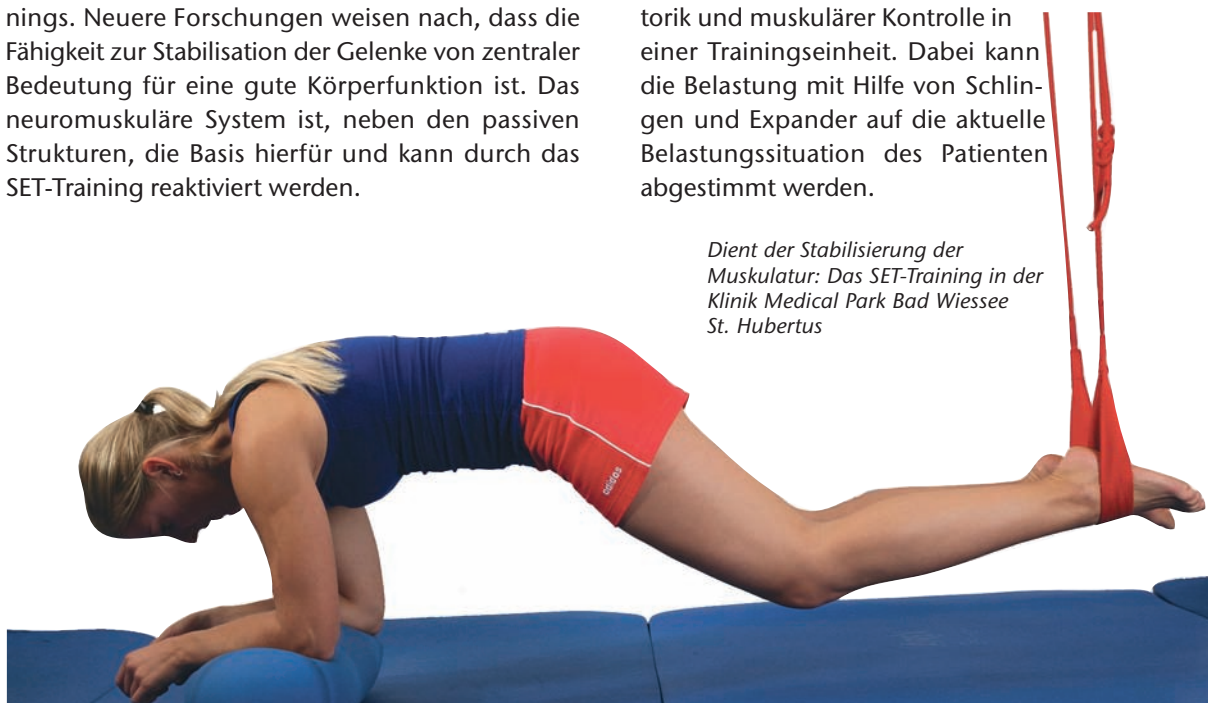 nings. Neuere Forschungen weisen nach, dass die
Fähigkeit zur Stabilisation der Gelenke von zentraler
Bedeutung für eine gute Körperfunktion ist. Das
neuromuskuläre System ist, neben den passiven
Strukturen, die Basis hierfür und kann durch das
SET-Training reaktiviert werden.
torik und muskulärer Kontrolle in
einer Trainingseinheit. Dabei kann
die Belastung mit Hilfe von Schlin-
gen und Expander auf die aktuelle
Belastungssituation des Patienten
abgestimmt werden.
Dient der Stabilisierung der
Muskulatur: Das SET-Training in der
Klinik Medical Park Bad Wiessee
St. Hubertus
adidas